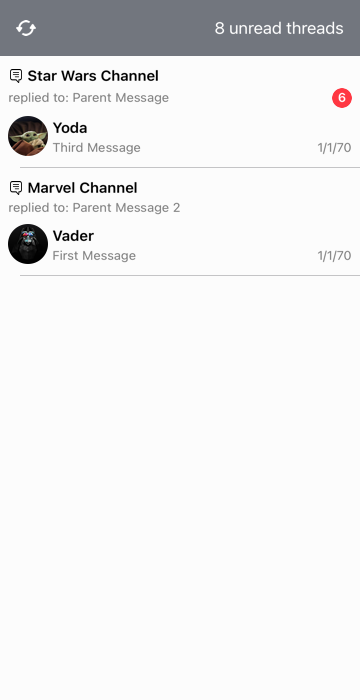 8 unread threads
Star Wars Channel
replied to: Parent Message
6
Yoda
Third Message
1/1/70
Marvel Channel
replied to: Parent Message 2
Vader
First Message
1/1/70